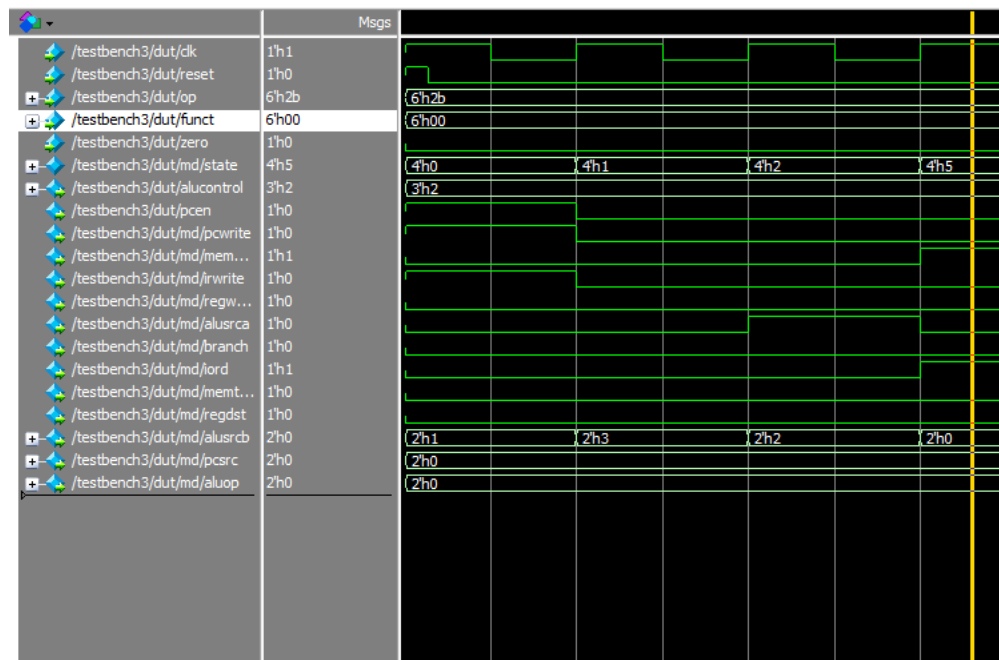 Msgs
/testbench3/dut/clk 1'h1
/testbench3/dut/reset 1'h0
/testbench3/dut/op 6'h2b 6'h2b
/testbench3/dut/funct 6'h00 6'h00
/testbench3/dut/zero 1'h0
/testbench3/dut/md/state 4'h5 4'h0 4'h1 4'h2 4'h5
/testbench3/dut/alucontrol 3'h2 3'h2
/testbench3/dut/pcen 1'h0
/testbench3/dut/md/pcwrite 1'h0
/testbench3/dut/md/mem... 1'h1
/testbench3/dut/md/irwrite 1'h0
/testbench3/dut/md/regw... 1'h0
/testbench3/dut/md/alusrca 1'h0
/testbench3/dut/md/branch 1'h0
/testbench3/dut/md/iord 1'h1
/testbench3/dut/md/memt... 1'h0
/testbench3/dut/md/regdst 1'h0
/testbench3/dut/md/alusrcb 2'h0 2'h1 2'h3 2'h2 2'h0
/testbench3/dut/md/pcsrc 2'h0 2'h0
/testbench3/dut/md/aluop 2'h0 2'h0